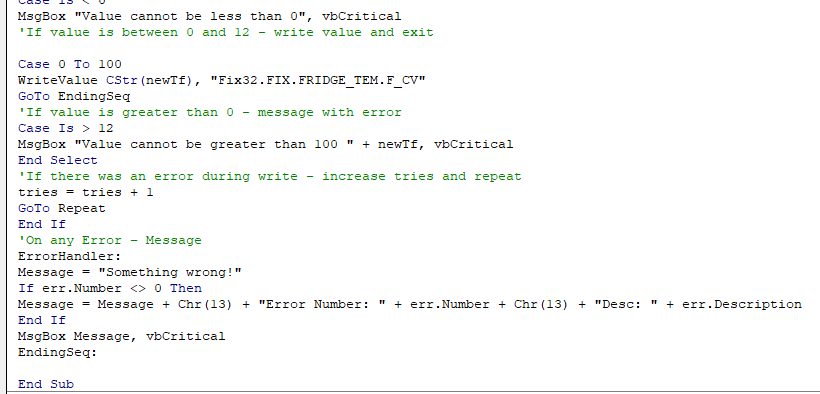 Case Is < 0
MsgBox "Value cannot be less than 0", vbCritical
'If value is between 0 and 12 - write value and exit
Case 0 To 100
WriteValue CStr(newTf), "Fix32.FIX.FRIDGE_TEM.F_CV"
GoTo EndingSeq
'If value is greater than 0 - message with error
Case Is > 12
MsgBox "Value cannot be greater than 100 " + newTf, vbCritical
End Select
'If there was an error during write - increase tries and repeat
tries = tries + 1
GoTo Repeat
End If
'On any Error - Message
ErrorHandler:
Message = "Something wrong!"
If err.Number <> 0 Then
Message = Message + Chr(13) + "Error Number: " + err.Number + Chr(13) + "Desc: " + err.Description
End If
MsgBox Message, vbCritical
EndingSeq:
End Sub